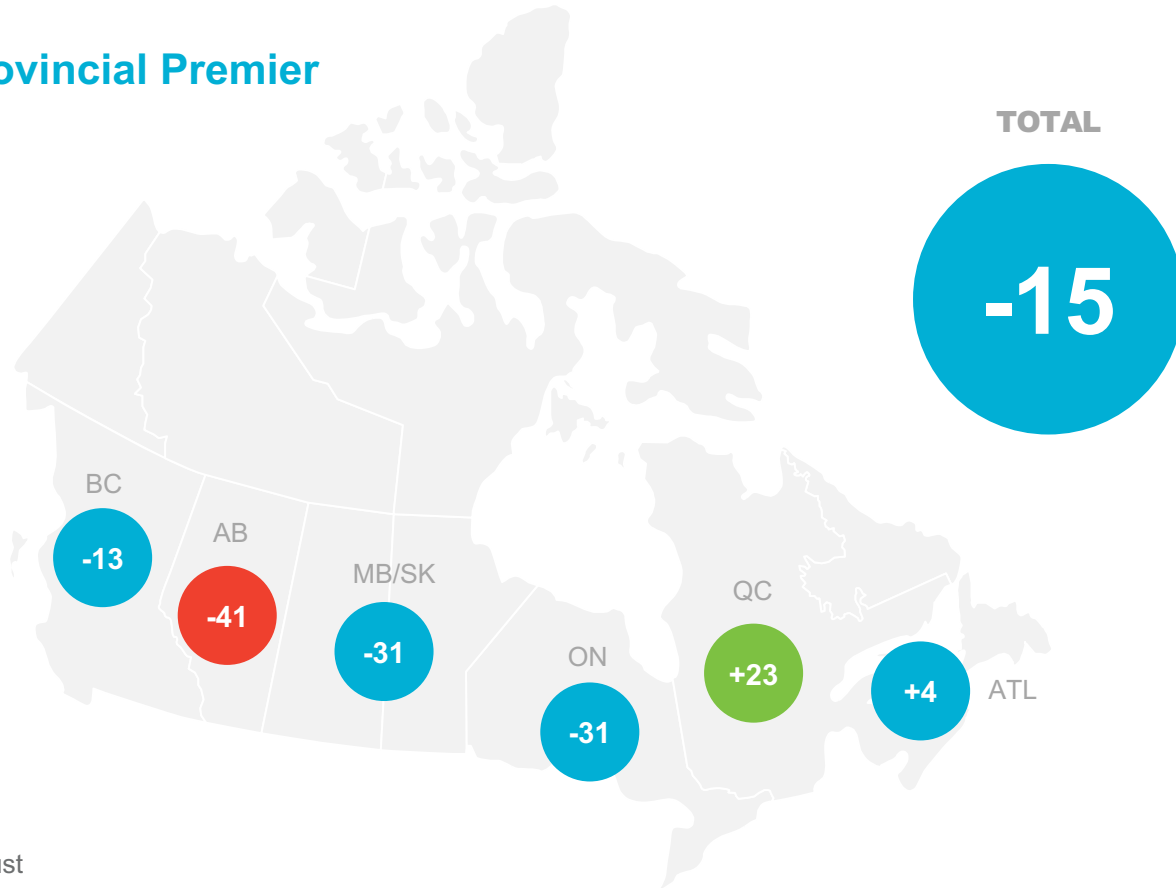 ovincial Premier
TOTAL
-15
BC
-13
AB
-41
MB/SK
-31
ON
-31
QC
+23
+4
ATL
ust